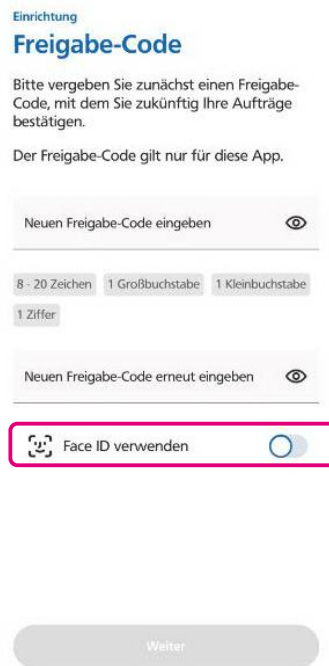 Einrichtung
Freigabe-Code
Bitte vergeben Sie zunächst einen Freigabe-
Code, mit dem Sie zukünftig Ihre Aufträge
bestätigen.
Der Freigabe-Code gilt nur für diese App.
Neuen Freigabe-Code eingeben
8 - 20 Zeichen 1 Großbuchstabe 1 Kleinbuchstabe
1 Ziffer
Neuen Freigabe-Code erneut eingeben
Face ID verwenden
Weiter